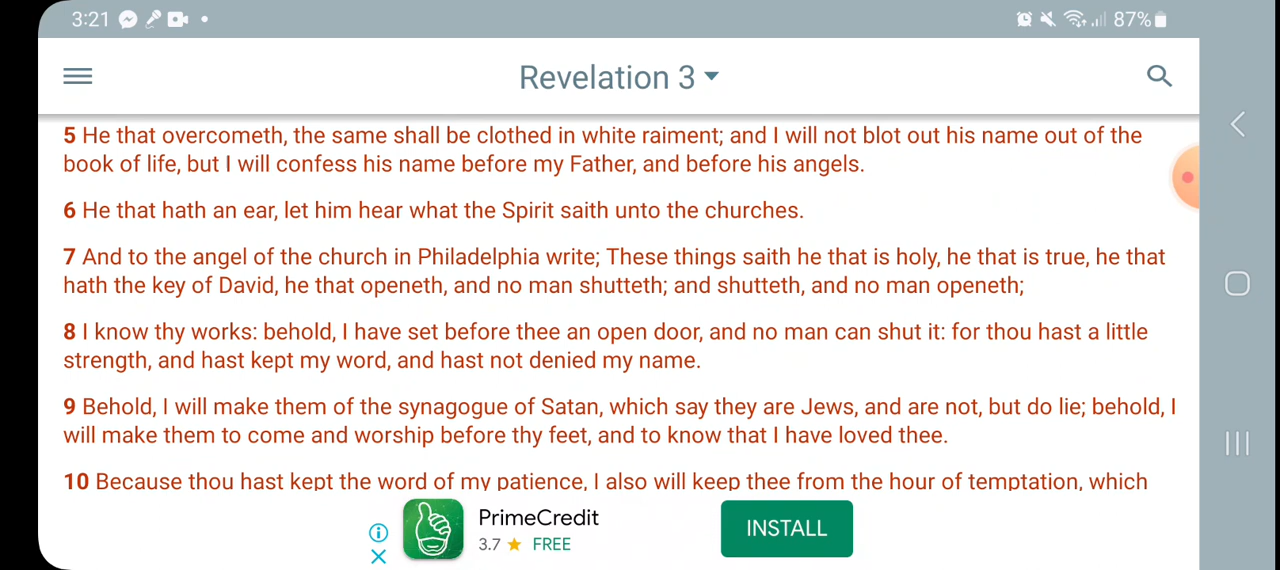 3:21
87%
Revelation 3
5 He that overcometh, the same shall be clothed in white raiment; and I will not blot out his name out of the
book of life, but I will confess his name before my Father, and before his angels.
6 He that hath an ear, let him hear what the Spirit saith unto the churches.
7 And to the angel of the church in Philadelphia write; These things saith he that is holy, he that is true, he that
hath the key of David, he that openeth, and no man shutteth; and shutteth, and no man openeth;
8 I know thy works: behold, I have set before thee an open door, and no man can shut it: for thou hast a little
strength, and hast kept my word, and hast not denied my name.
9 Behold, I will make them of the synagogue of Satan, which say they are Jews, and are not, but do lie; behold, I
will make them to come and worship before thy feet, and to know that I have loved thee.
10 Because thou hast kept the word of my patience, I also will keep thee from the hour of temptation, which
PrimeCredit
3.7 ★ FREE
INSTALL